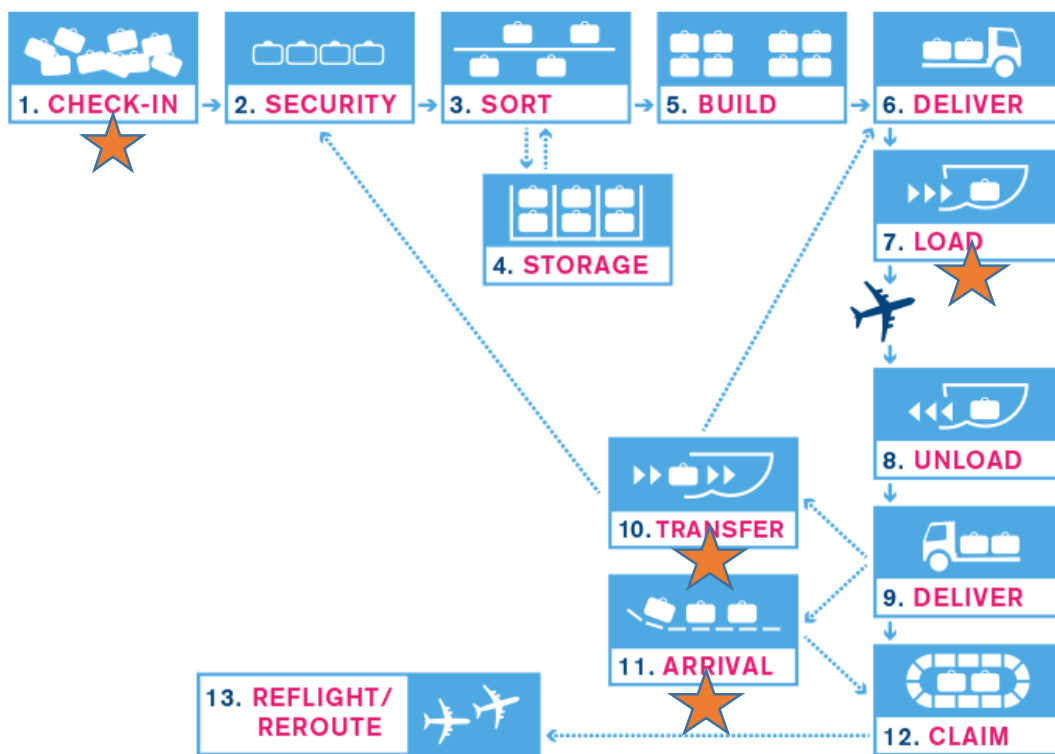 1. CHECK-IN
2. SECURITY
3. SORT
5. BUILD
6. DELIVER
4. STORAGE
7. LOAD
8. UNLOAD
10. TRANSFER
9. DELIVER
11. ARRIVAL
13. REFLIGHT/
REROUTE
12. CLAIM